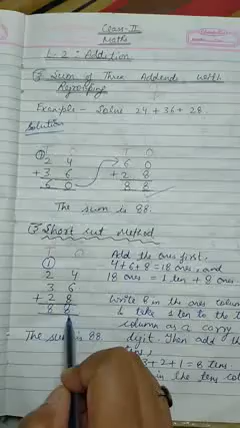 Class-II
Maths
L-2 : Addition
Q. Sum of Three Addends with
Regrouping
Example - Solve 24 + 36 + 28.
Solution
T O T O
1
2 4 6 0
+ 3 6 + 2 8
6 0 8 8
The sum is 88.
Q. Short cut Method
T O Add the ones first.
1 4 + 6 + 8 = 18 ones, and
2 4 18 ones = 1 ten + 8 ones.
3 6
+ 2 8 Write 8 in the ones column
8 8 & take 1 ten to the
column as a carry
The sum is 88. digit. Then add the
tens
3 + 2 + 1 = 8 tens.
in the tens